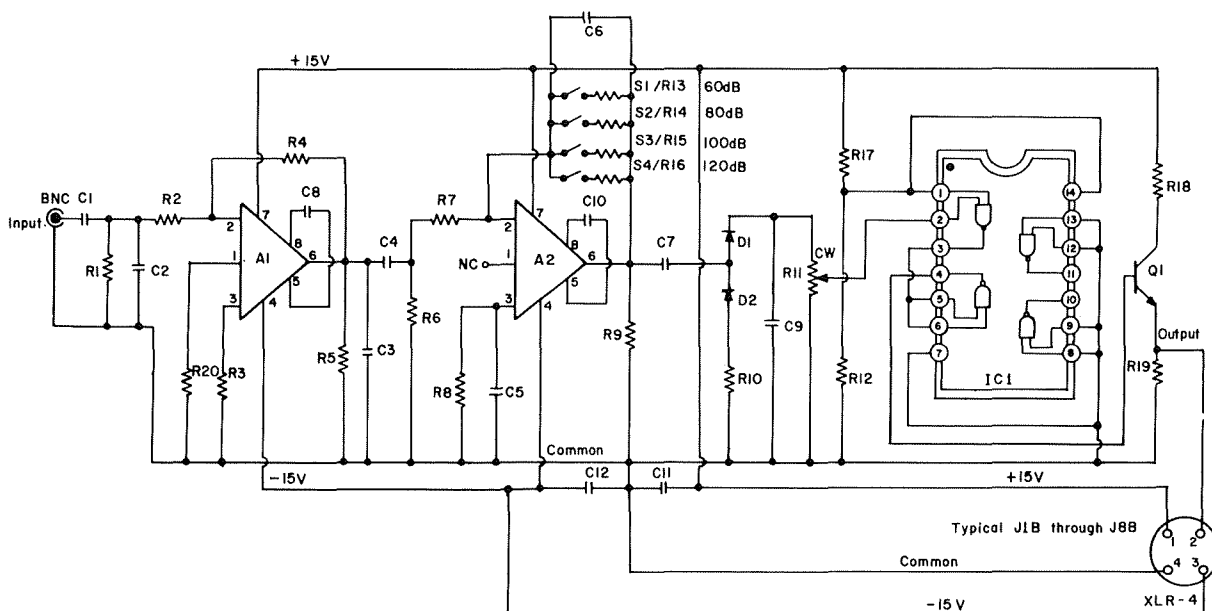 C6
+15V
S1/R13 60dB
S2/R14 80dB
S3/R15 100dB
S4/R16 120dB
R4
C8
BNC C1
Input
R2
2
7
8
1
A1
6
5
3
4
R1
C2
R20
R3
R5
C3
C4
R7
R6
2
7
C10
8
NC
1
A2
6
5
3
4
R8
C5
C7
R9
D1
D2
R10
C9
CW
R11
R17
R12
1
2
3
4
5
6
7
14
13
12
11
10
9
8
IC1
R18
Q1
Output
R19
Common
-15V
C12
C11
+15V
Typical J1B through J8B
1
2
4
3
Common
XLR-4
-15V